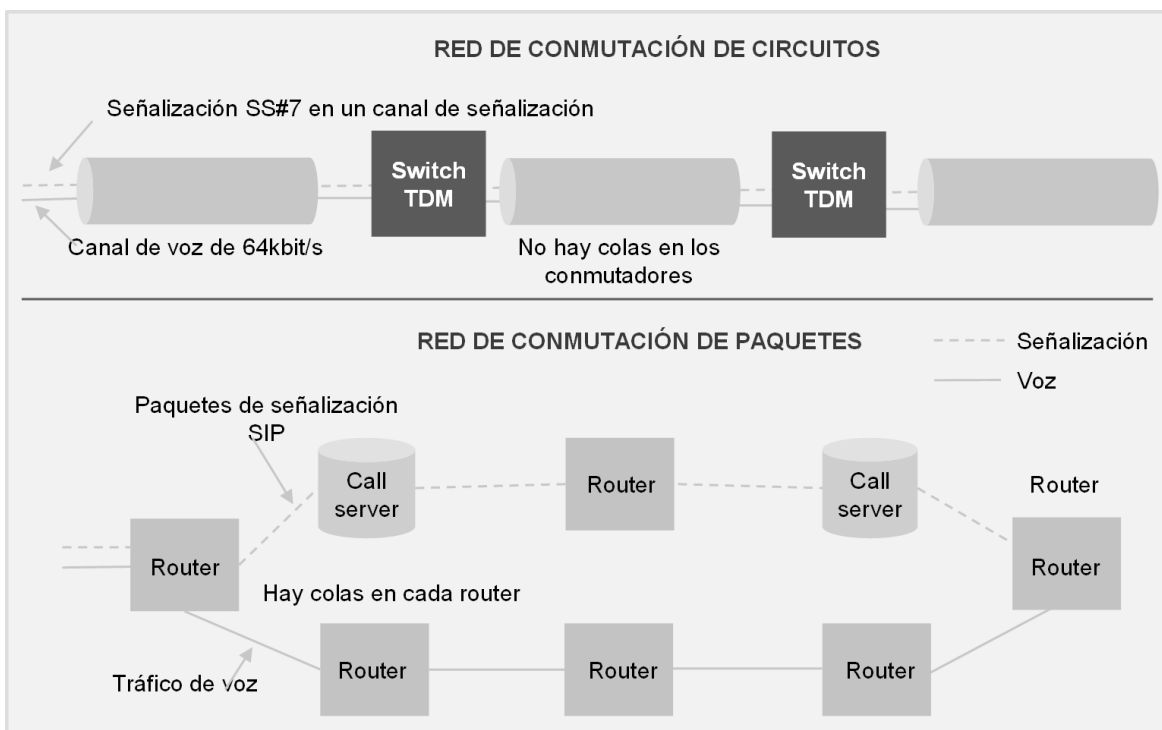 RED DE CONMUTACIÓN DE CIRCUITOS
Señalización SS#7 en un canal de señalización
Switch
TDM
Switch
TDM
Canal de voz de 64kbit/s
No hay colas en los
conmutadores
RED DE CONMUTACIÓN DE PAQUETES
Señalización
Voz
Paquetes de señalización
SIP
Call
server
Router
Call
server
Router
Router
Router
Hay colas en cada router
Router
Router
Router
Tráfico de voz